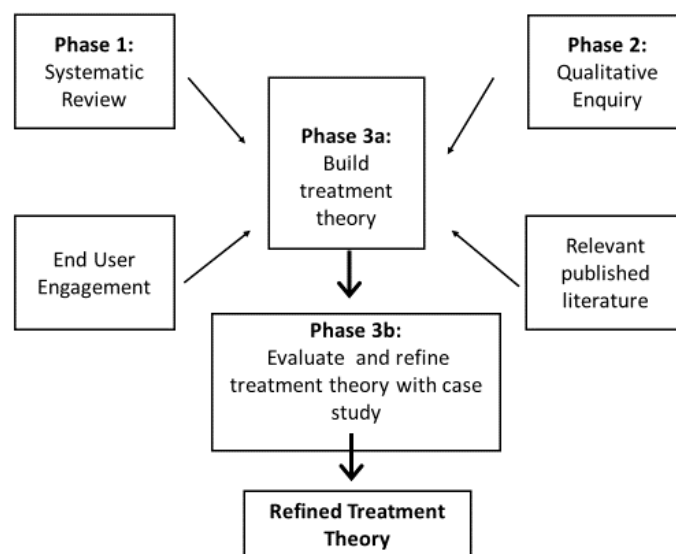 Phase 1:
Systematic
Review
Phase 2:
Qualitative
Enquiry
Phase 3a:
Build
treatment
theory
End User
Engagement
Relevant
published
literature
Phase 3b:
Evaluate and refine
treatment theory with case
study
Refined Treatment
Theory